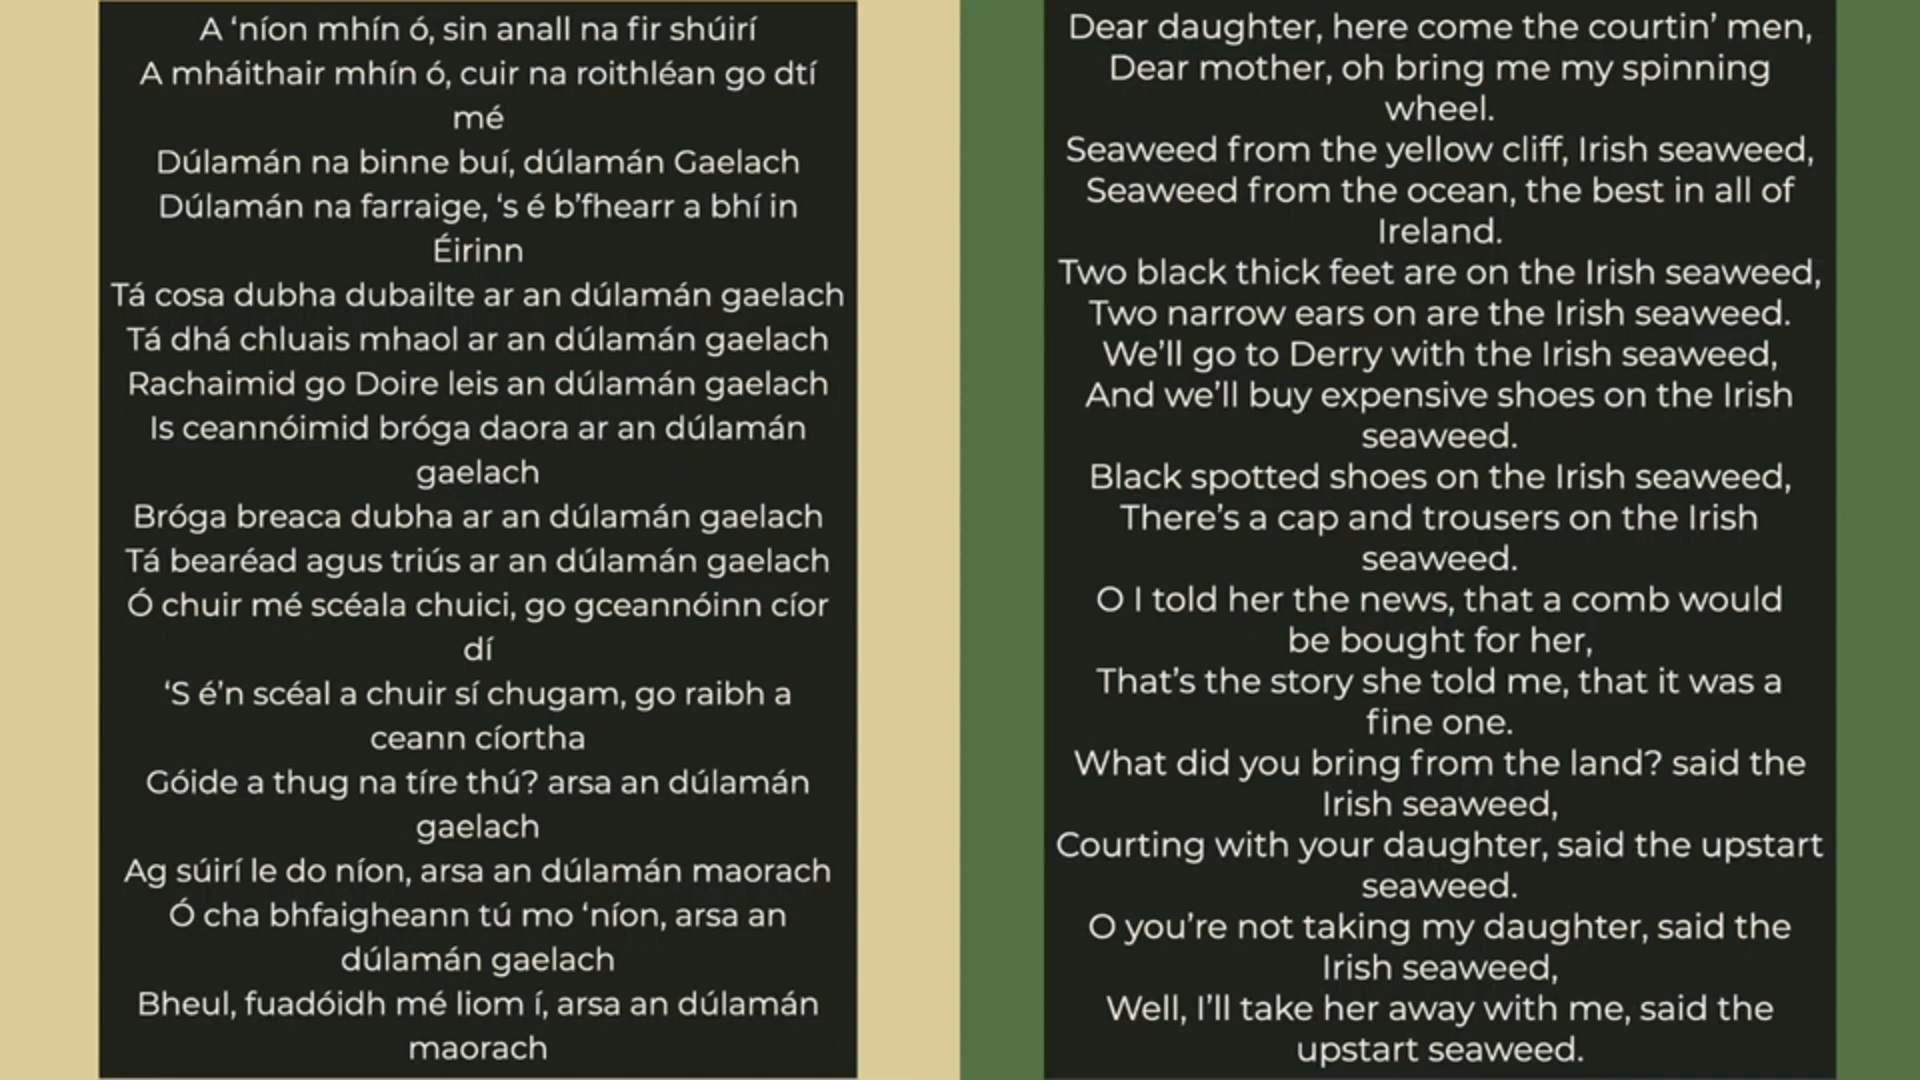 A ‘níon mhín ó, sin anall na fir shúirí
A mháithair mhín ó, cuir na roithléan go dtí
mé
Dúlamán na binne buí, dúlamán Gaelach
Dúlamán na farraige, ‘s é b’fhearr a bhí in
Éirinn
Tá cosa dubha dubailte ar an dúlamán gaelach
Tá dhá chluais mhaol ar an dúlamán gaelach
Rachaimid go Doire leis an dúlamán gaelach
Is ceannóimid bróga daora ar an dúlamán
gaelach
Bróga breaca dubha ar an dúlamán gaelach
Tá bearéad agus triús ar an dúlamán gaelach
Ó chuir mé scéala chuici, go gceannóinn cíor
dí
‘S é’n scéal a chuir sí chugam, go raibh a
ceann cíortha
Góide a thug na tíre thú? arsa an dúlamán
gaelach
Ag súirí le do níon, arsa an dúlamán maorach
Ó cha bhfaigheann tú mo ‘níon, arsa an
dúlamán gaelach
Bheul, fuadóidh mé liom í, arsa an dúlamán
maorach
Dear daughter, here come the courtin’ men,
Dear mother, oh bring me my spinning
wheel.
Seaweed from the yellow cliff, Irish seaweed,
Seaweed from the ocean, the best in all of
Ireland.
Two black thick feet are on the Irish seaweed,
Two narrow ears on are the Irish seaweed.
We’ll go to Derry with the Irish seaweed,
And we’ll buy expensive shoes on the Irish
seaweed.
Black spotted shoes on the Irish seaweed,
There’s a cap and trousers on the Irish
seaweed.
O I told her the news, that a comb would
be bought for her,
That’s the story she told me, that it was a
fine one.
What did you bring from the land? said the
Irish seaweed,
Courting with your daughter, said the upstart
seaweed.
O you’re not taking my daughter, said the
Irish seaweed,
Well, I’ll take her away with me, said the
upstart seaweed.